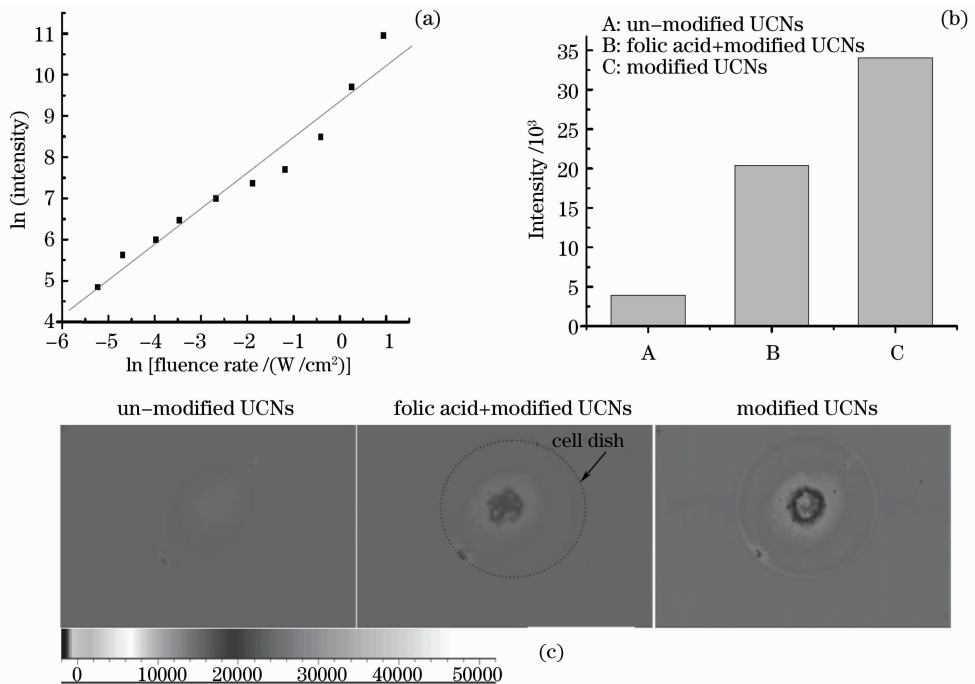 (a)
11
10
9
8
7
6
5
4
ln (intensity)
−6 −5 −4 −3 −2 −1 0 1
ln [fluence rate /(W /cm²)]
(b)
A: un−modified UCNs
B: folic acid+modified UCNs
C: modified UCNs
35
30
25
20
15
10
5
0
Intensity /10³
A B C
un−modified UCNs folic acid+modified UCNs modified UCNs
cell dish
0 10000 20000 30000 40000 50000
(c)